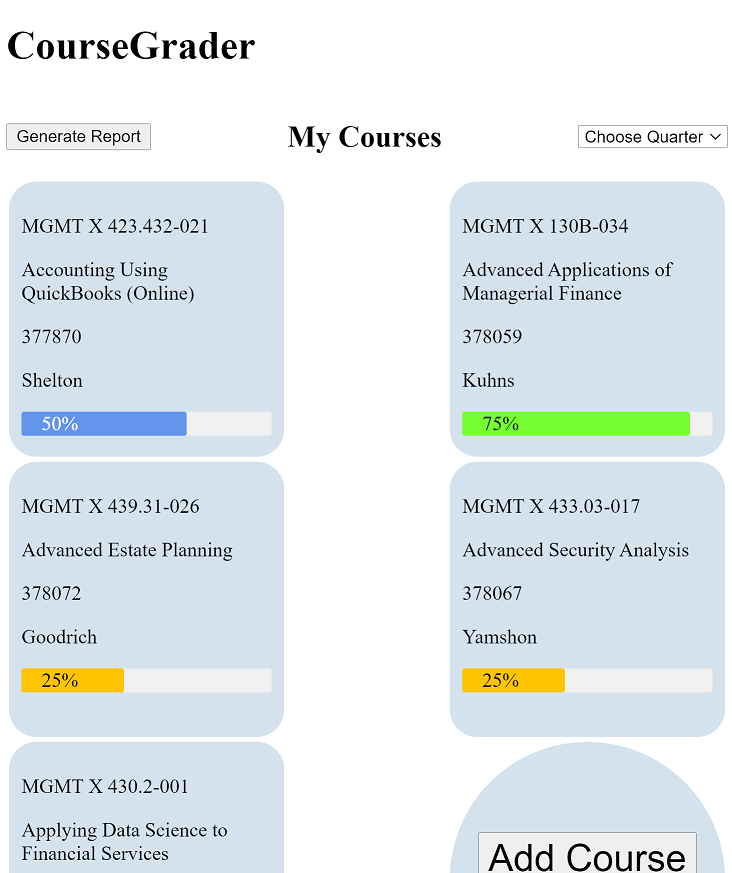 CourseGrader
Generate Report
My Courses
Choose Quarter
MGMT X 423.432-021
Accounting Using
QuickBooks (Online)
377870
Shelton
50%
MGMT X 130B-034
Advanced Applications of
Managerial Finance
378059
Kuhns
75%
MGMT X 439.31-026
Advanced Estate Planning
378072
Goodrich
25%
MGMT X 433.03-017
Advanced Security Analysis
378067
Yamshon
25%
MGMT X 430.2-001
Applying Data Science to
Financial Services
Add Course